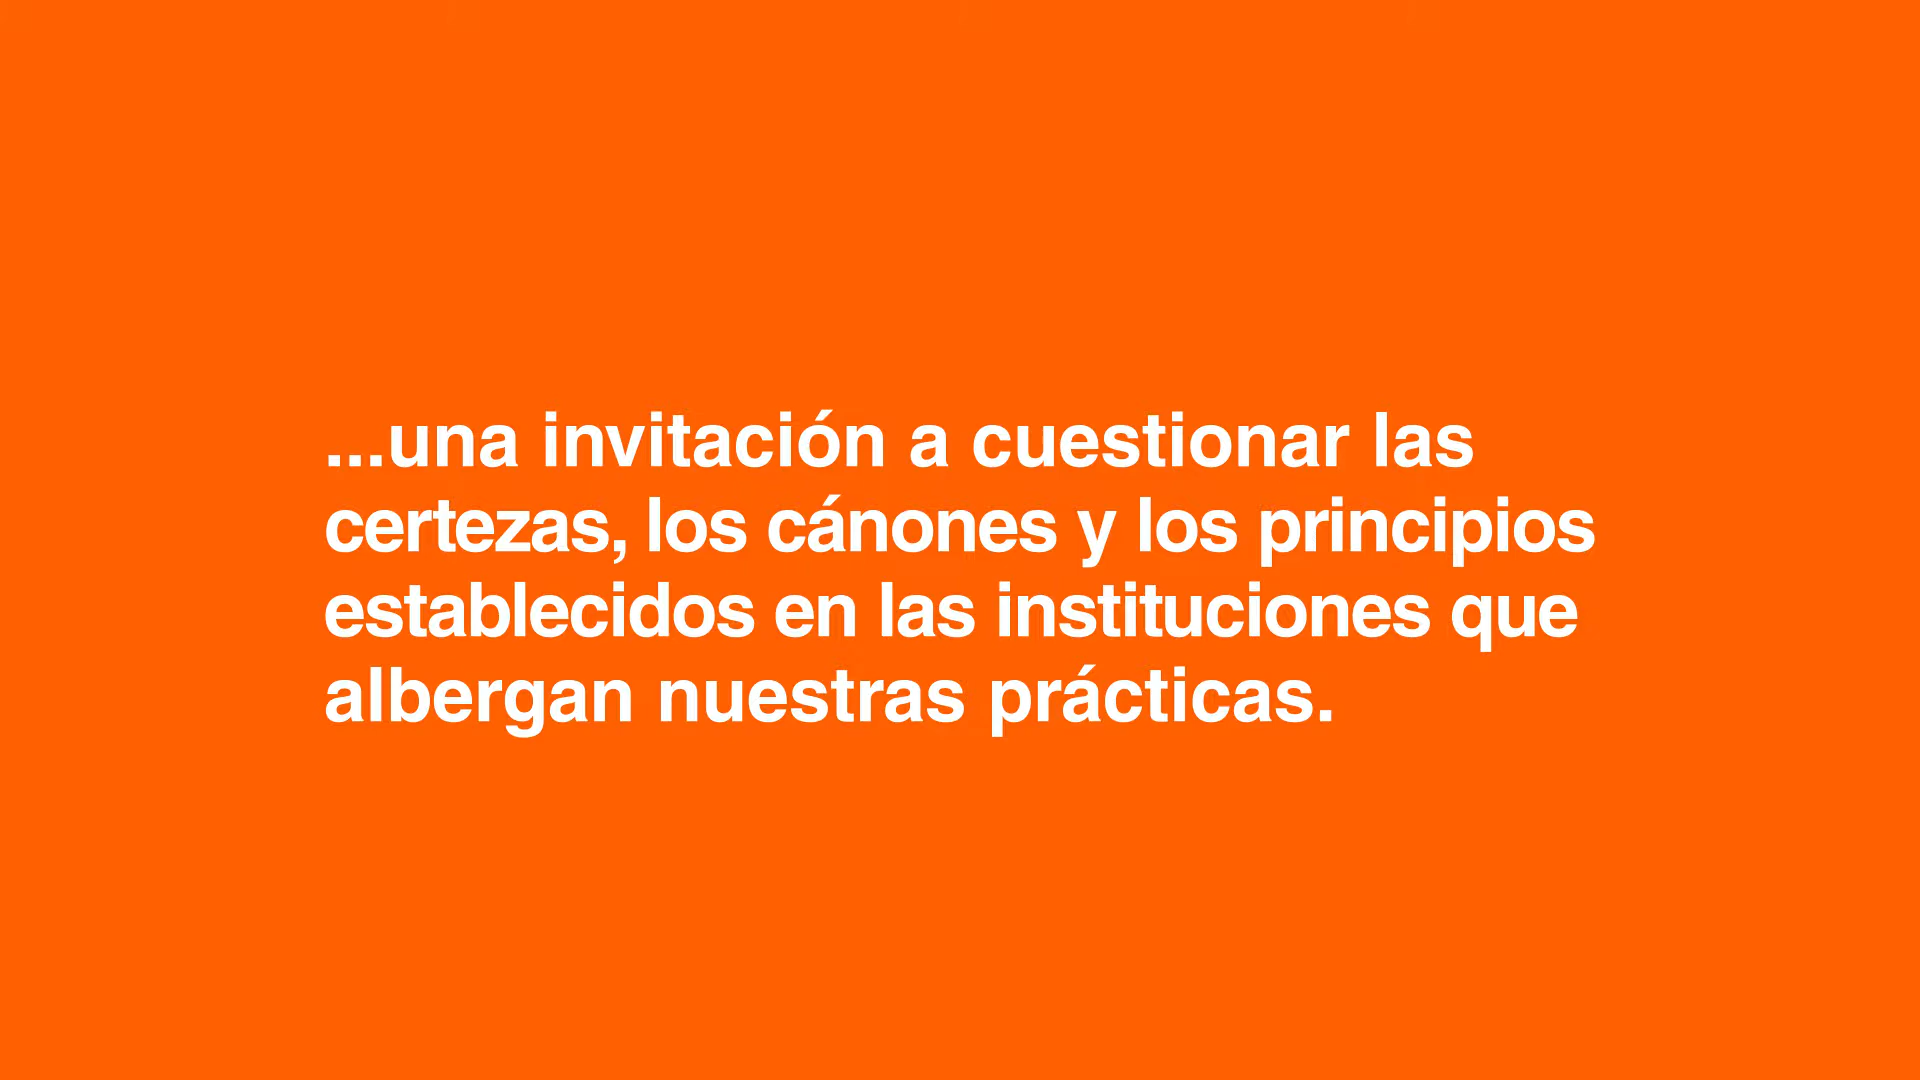 ...una invitación a cuestionar las
certezas, los cánones y los principios
establecidos en las instituciones que
albergan nuestras prácticas.